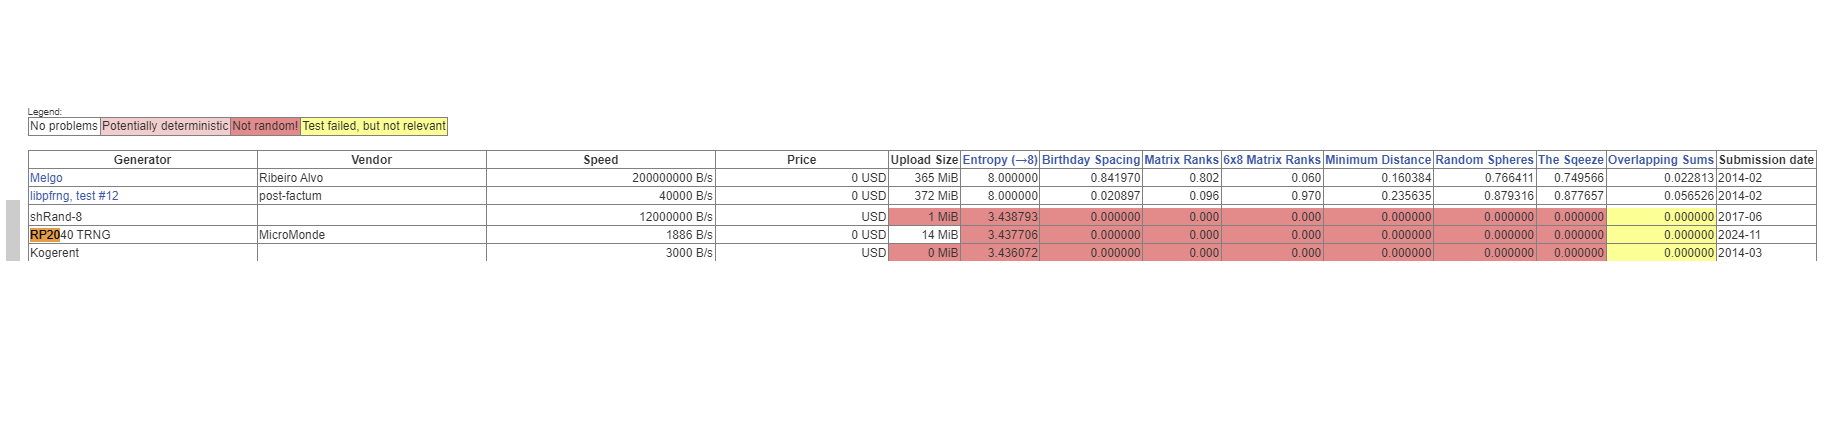 Legend:
No problems Potentially deterministic Not random! Test failed, but not relevant
Generator Vendor Speed Price Upload Size Entropy (→8) Birthday Spacing Matrix Ranks 6x8 Matrix Ranks Minimum Distance Random Spheres The Sqeeze Overlapping Sums Submission date
Melgo Ribeiro Alvo 200000000 B/s 0 USD 365 MiB 8.000000 0.841970 0.802 0.060 0.160384 0.766411 0.749566 0.022813 2014-02
libpfrng, test #12 post-factum 40000 B/s 0 USD 372 MiB 8.000000 0.020897 0.096 0.970 0.235635 0.879316 0.877657 0.056526 2014-02
shRand-8 12000000 B/s USD 1 MiB 3.438793 0.000000 0.000 0.000 0.000000 0.000000 0.000000 0.000000 2017-06
RP2040 TRNG MicroMonde 1886 B/s 0 USD 14 MiB 3.437706 0.000000 0.000 0.000 0.000000 0.000000 0.000000 0.000000 2024-11
Kogerent 3000 B/s USD 0 MiB 3.436072 0.000000 0.000 0.000 0.000000 0.000000 0.000000 0.000000 2014-03